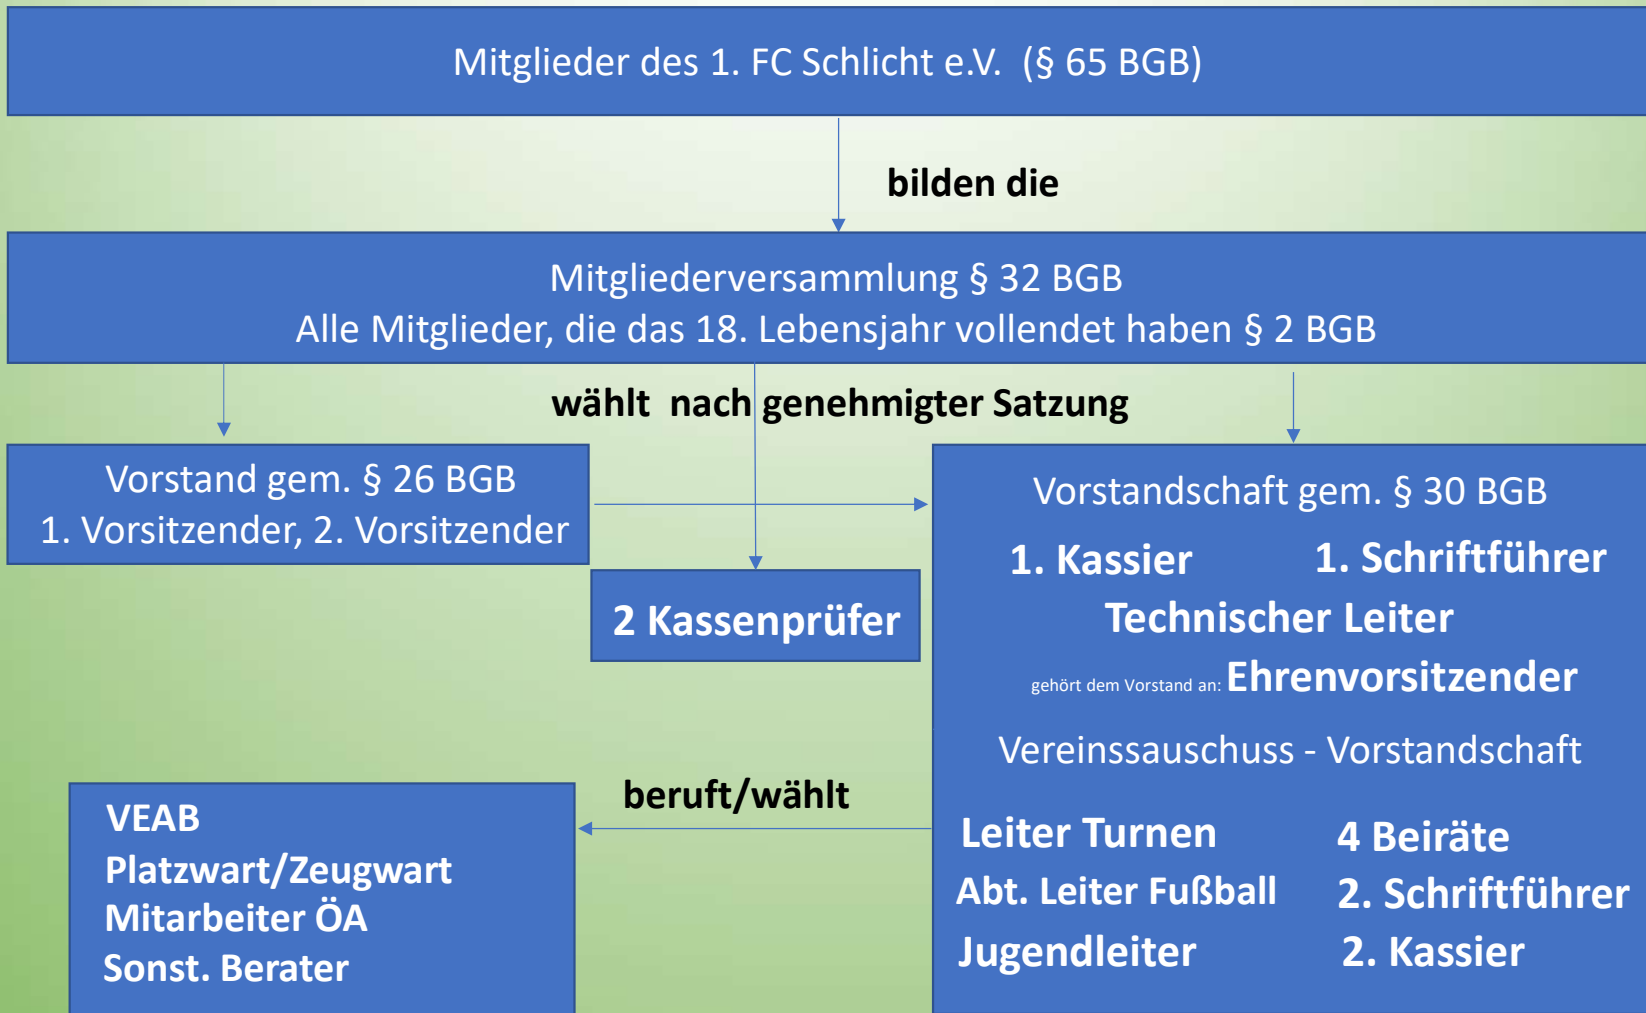 Mitglieder des 1. FC Schlicht e.V. (§ 65 BGB)
bilden die
Mitgliederversammlung § 32 BGB
Alle Mitglieder, die das 18. Lebensjahr vollendet haben § 2 BGB
wählt nach genehmigter Satzung
Vorstand gem. § 26 BGB
1. Vorsitzender, 2. Vorsitzender
2 Kassenprüfer
Vorstandschaft gem. § 30 BGB
1. Kassier 1. Schriftführer
Technischer Leiter
gehört dem Vorstand an: Ehrenvorsitzender
Vereinssauschuss - Vorstandschaft
Leiter Turnen 4 Beiräte
Abt. Leiter Fußball 2. Schriftführer
Jugendleiter 2. Kassier
beruft/wählt
VEAB
Platzwart/Zeugwart
Mitarbeiter ÖA
Sonst. Berater